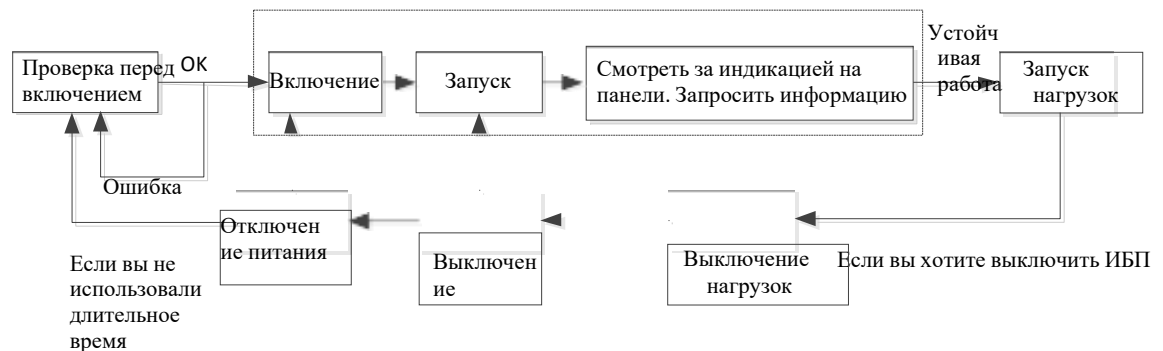 Проверка перед
включением
OK
Включение
Запуск
Смотреть за индикацией на
панели. Запросить информацию
Устойч
ивая
работа
Запуск
нагрузок
Ошибка
Отключен
ие питания
Выключен
ие
Выключение
нагрузок
Если вы хотите выключить ИБП
Если вы не
использовали
длительное
время